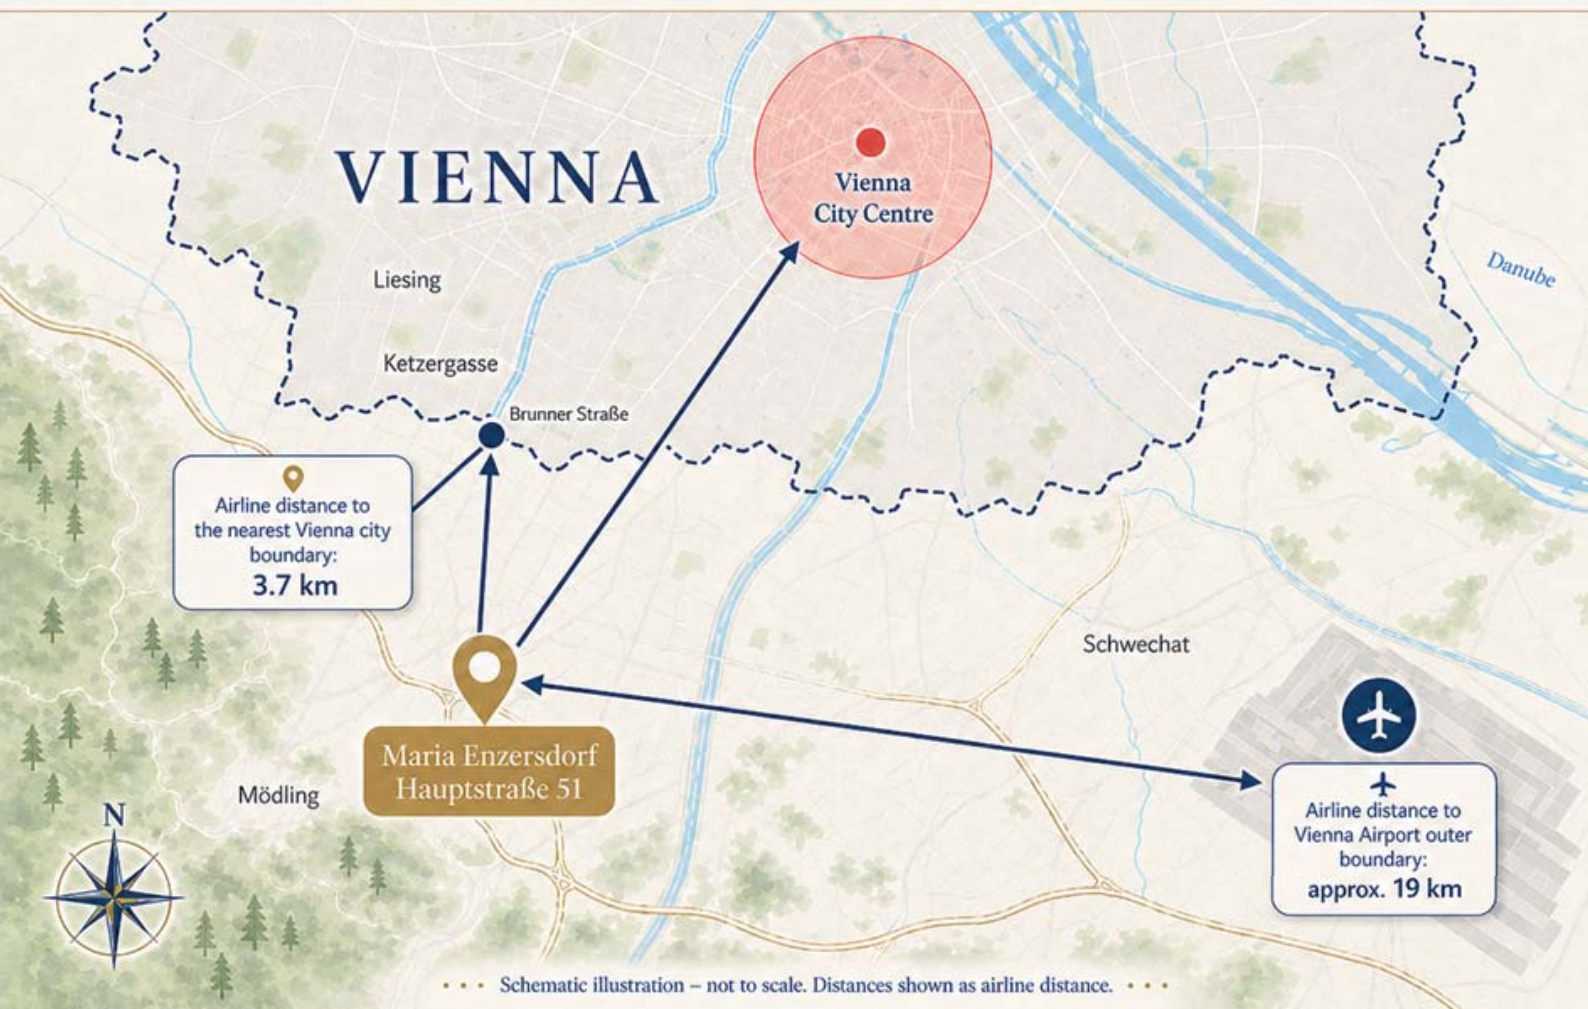 VIENNA
Vienna
City Centre
Danube
Liesing
Ketzergasse
Brunner Straße
Airline distance to
the nearest Vienna city
boundary:
3.7 km
Schwechat
Maria Enzersdorf
Hauptstraße 51
Mödling
N
Airline distance to
Vienna Airport outer
boundary:
approx. 19 km
• • • Schematic illustration – not to scale. Distances shown as airline distance. • • •